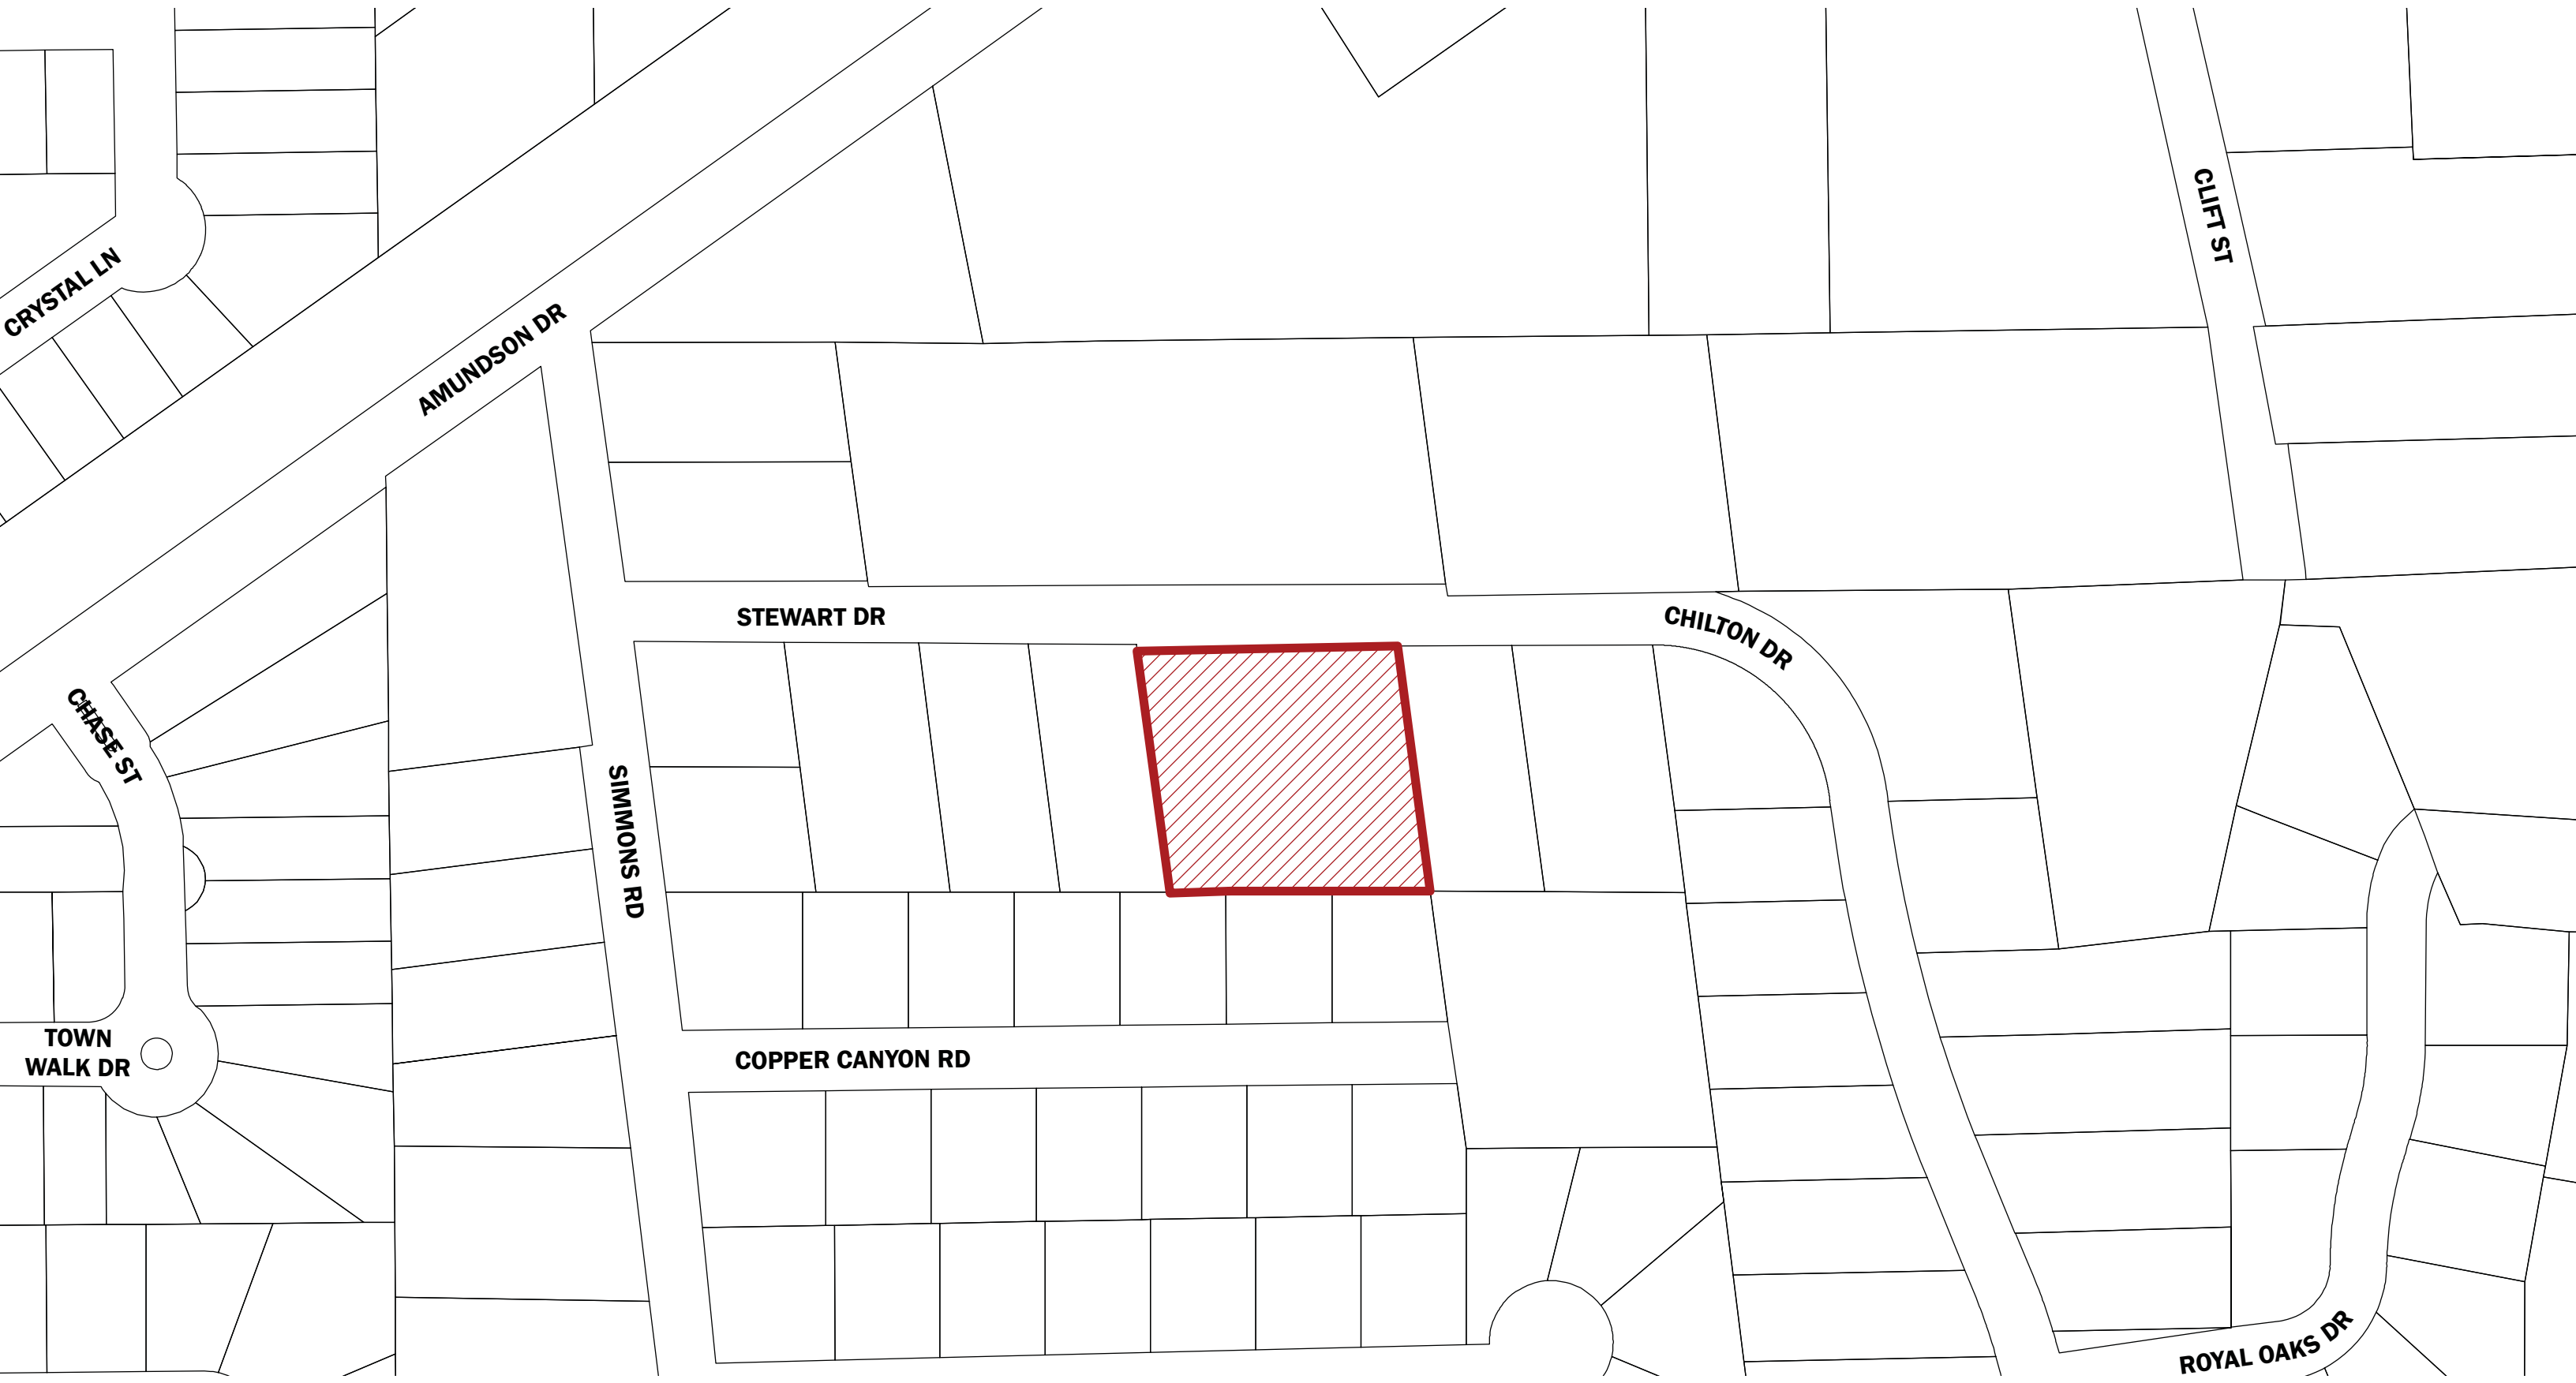 CLIFT ST
CRYSTAL LN
AMUNDSON DR
STEWART DR
CHILTON DR
CHASE ST
SIMMONS RD
TOWN
WALK DR
COPPER CANYON RD
ROYAL OAKS DR